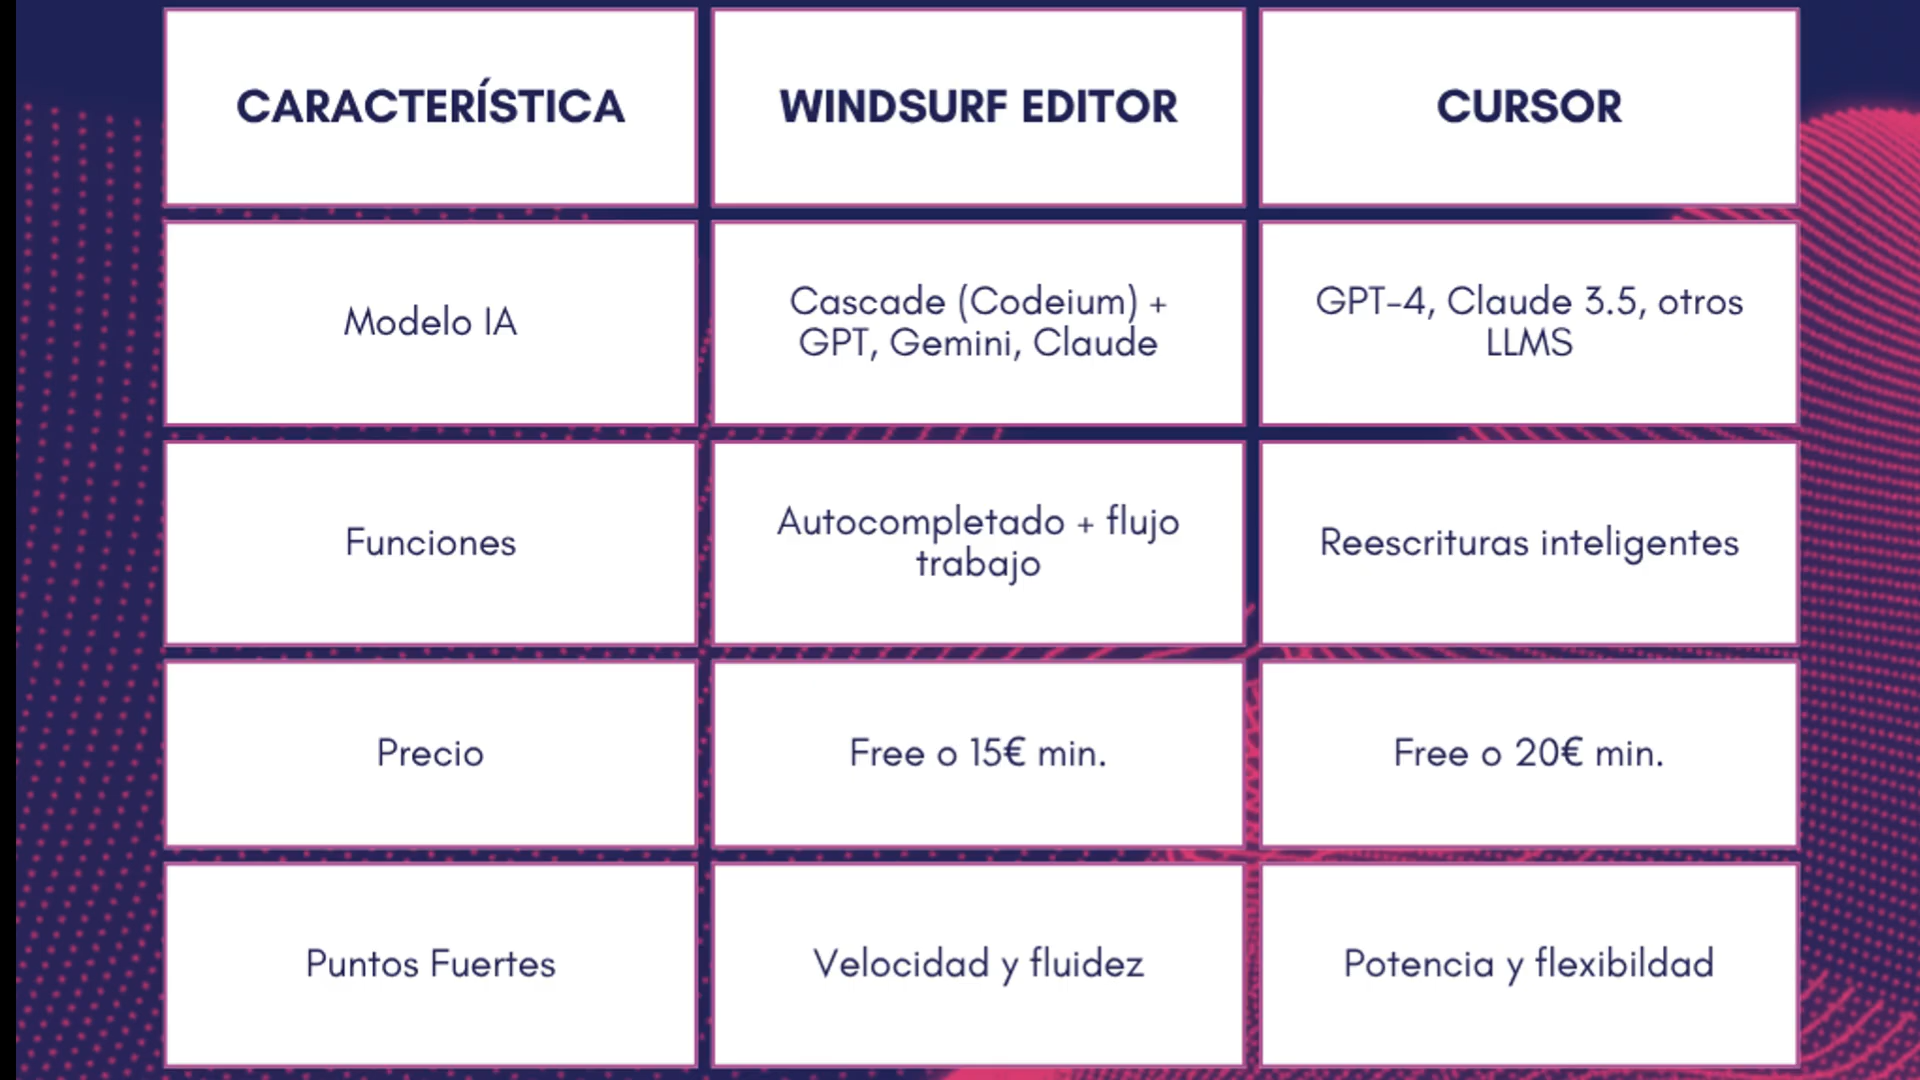 CARACTERÍSTICA
WINDSURF EDITOR
CURSOR
Modelo IA
Cascade (Codeium) +
GPT, Gemini, Claude
GPT-4, Claude 3.5, otros
LLMS
Funciones
Autocompletado + flujo
trabajo
Reescrituras inteligentes
Precio
Free o 15€ min.
Free o 20€ min.
Puntos Fuertes
Velocidad y fluidez
Potencia y flexibildad